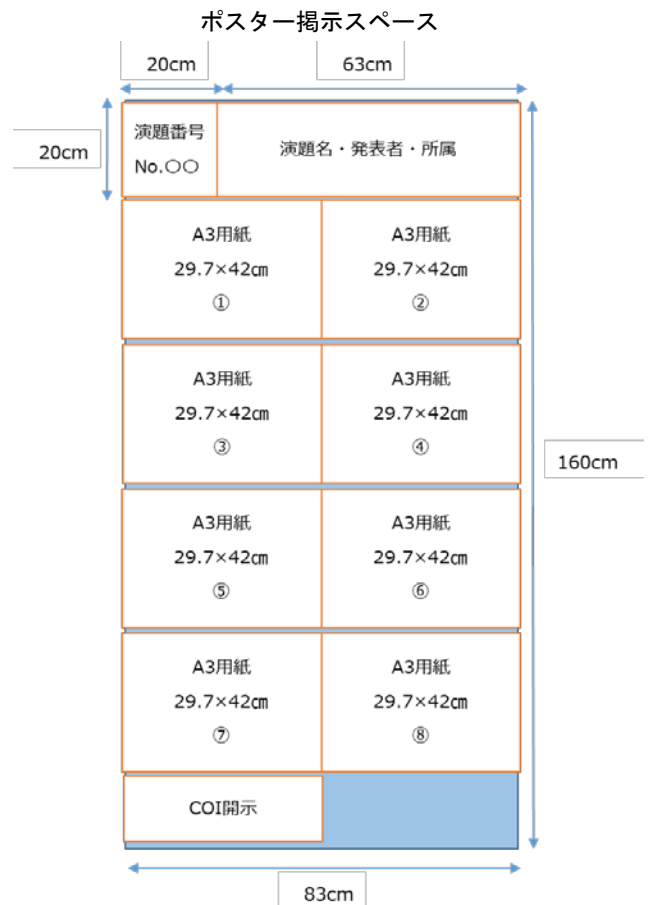 ポスター掲示スペース
20cm
63cm
20cm
演題番号
No.〇〇
演題名・発表者・所属
A3用紙
29.7×42㎝
①
A3用紙
29.7×42㎝
②
A3用紙
29.7×42㎝
③
A3用紙
29.7×42㎝
④
160cm
A3用紙
29.7×42㎝
⑤
A3用紙
29.7×42㎝
⑥
A3用紙
29.7×42㎝
⑦
A3用紙
29.7×42㎝
⑧
COI開示
83cm